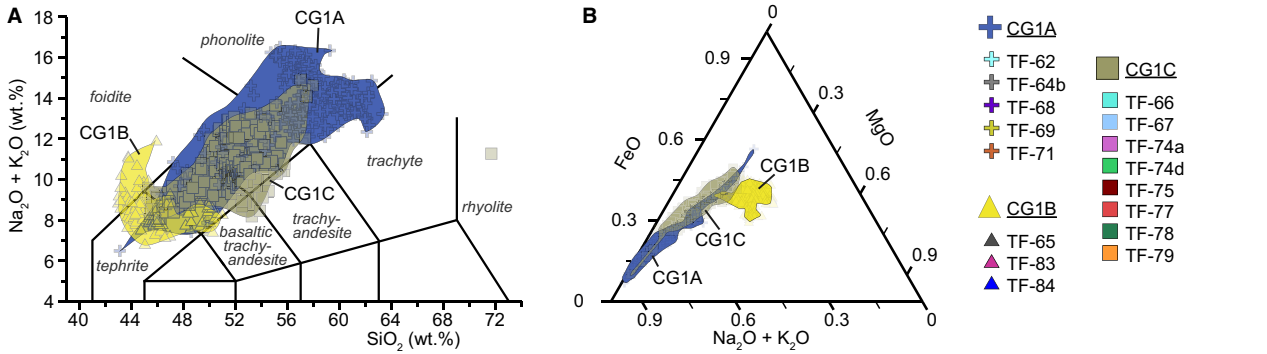 A
18
16
14
12
10
8
6
4
Na₂O + K₂O (wt.%)
40
44
48
52
56
60
64
68
72
SiO₂ (wt.%)
CG1A
phonolite
foidite
CG1B
trachyte
CG1C
rhyolite
trachy-
andesite
basaltic
trachy-
andesite
tephrite
B
0
0.9
0.3
FeO
MgO
0.6
0.6
CG1B
0.3
CG1C
0.9
CG1A
0
0.9
0.6
0.3
0
Na₂O + K₂O
CG1A
TF-62
TF-64b
TF-68
TF-69
TF-71
CG1B
TF-65
TF-83
TF-84
CG1C
TF-66
TF-67
TF-74a
TF-74d
TF-75
TF-77
TF-78
TF-79